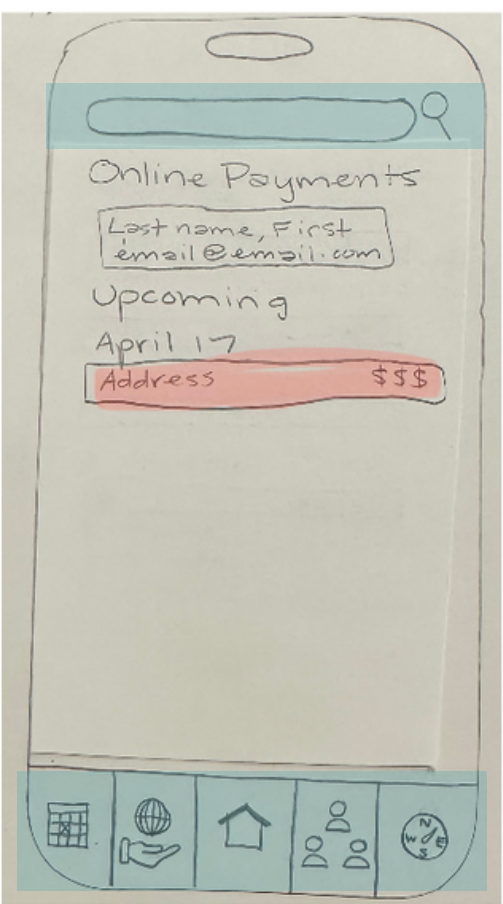 Online Payments
Last name, First
email@email.com
Upcoming
April 17
Address $$$
N
W E
S